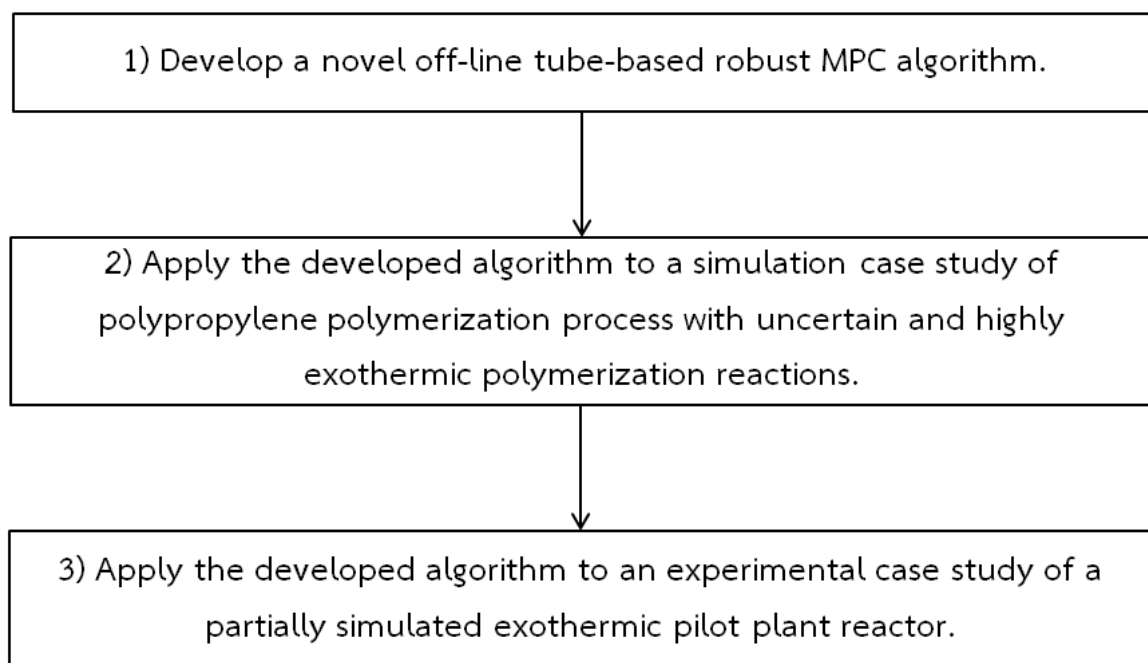 1) Develop a novel off-line tube-based robust MPC algorithm.
2) Apply the developed algorithm to a simulation case study of
polypropylene polymerization process with uncertain and highly
exothermic polymerization reactions.
3) Apply the developed algorithm to an experimental case study of a
partially simulated exothermic pilot plant reactor.